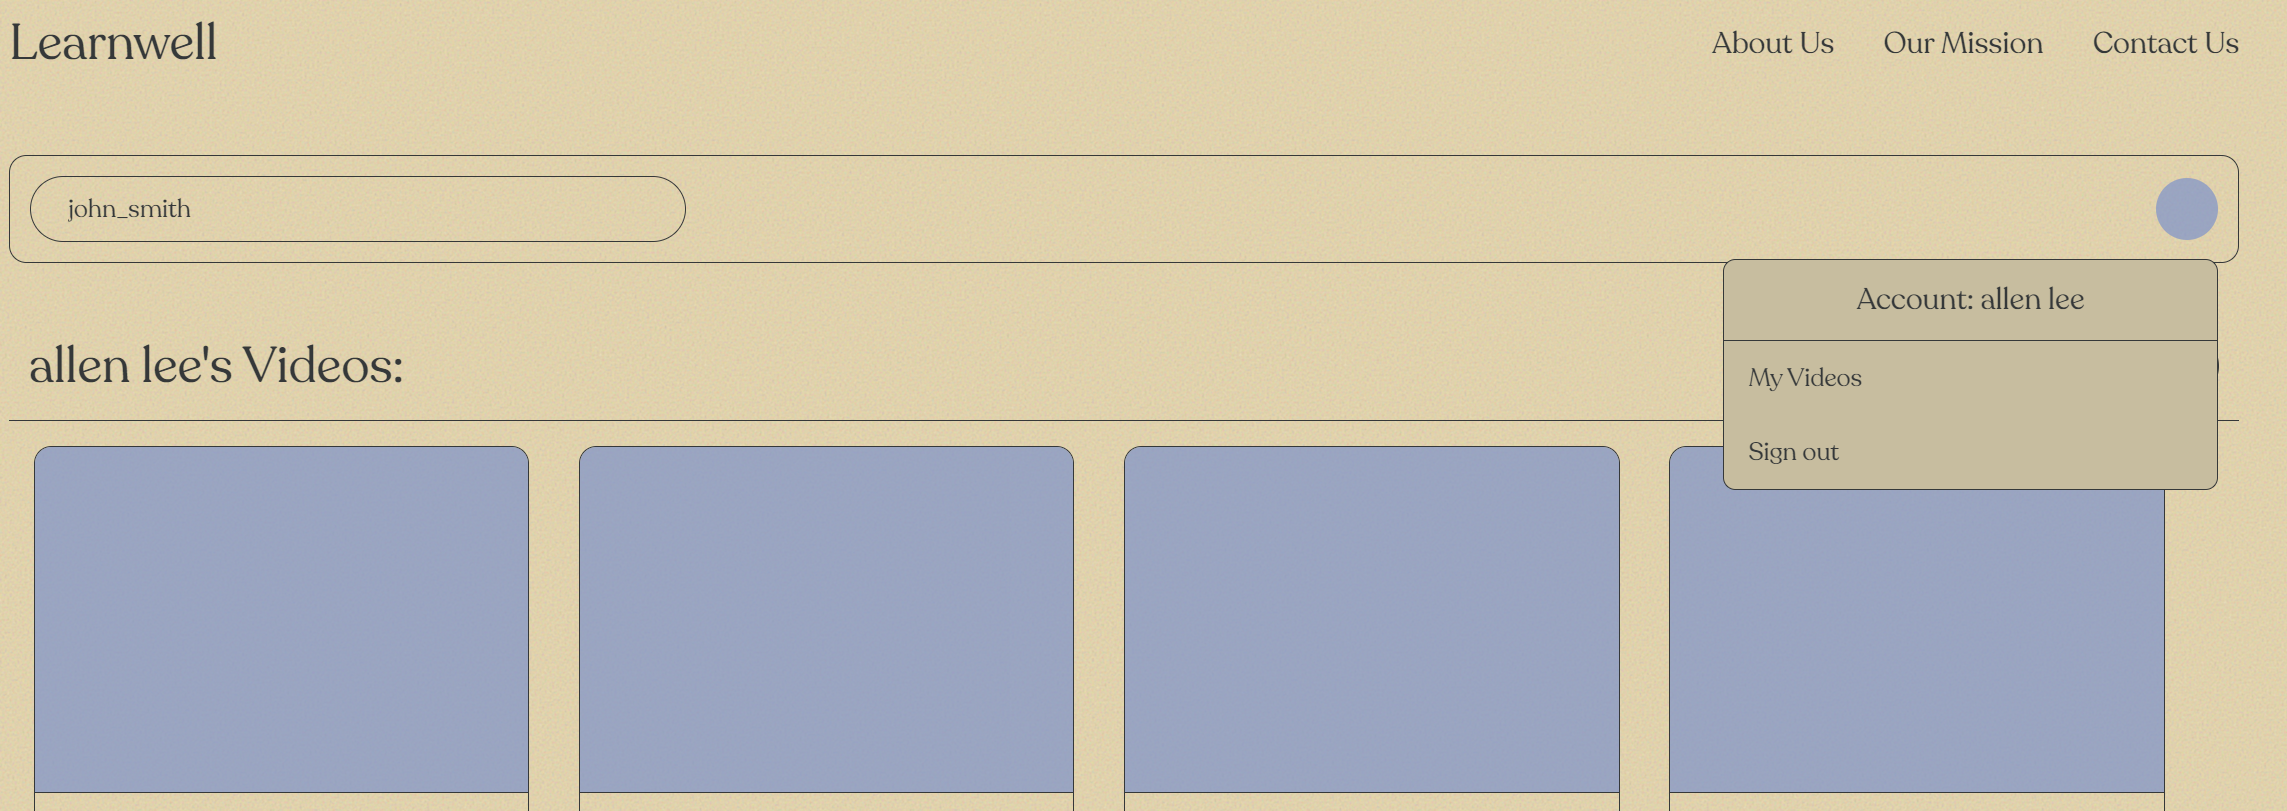 Learnwell
About Us
Our Mission
Contact Us
john_smith
Account: allen lee
allen lee's Videos:
My Videos
Sign out